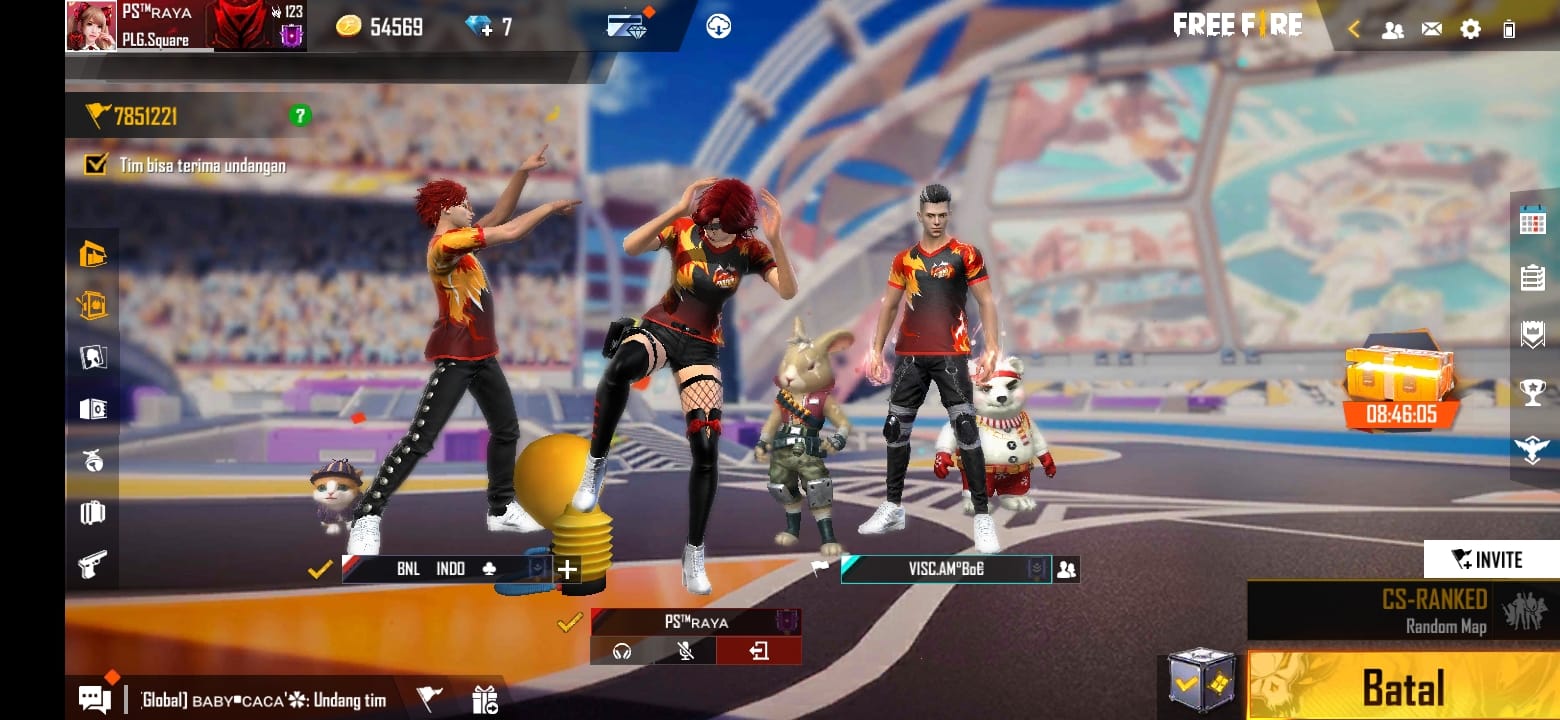 PS™RAYA
123
PLG.Square
54569
7
FREE FIRE
7851221
?
Tim bisa terima undangan
08:46:05
BNL INDO ♣
VISC.AM°Bo€
PS™RAYA
INVITE
CS-RANKED
Random Map
[Global] BABY■CACA'✽: Undang tim
Batal